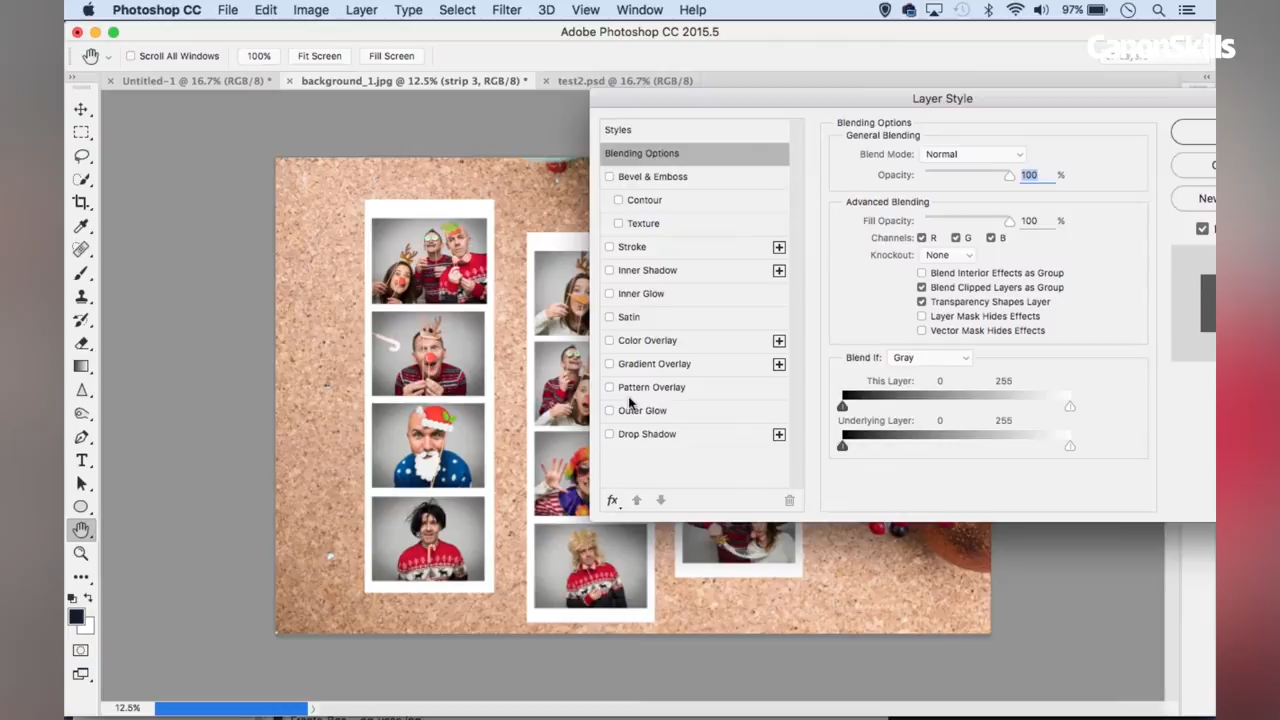 Photoshop CC File Edit Image Layer Type Select Filter 3D View Window Help 97%
Adobe Photoshop CC 2015.5
CaponSkills
Scroll All Windows 100% Fit Screen Fill Screen
Untitled-1 @ 16.7% (RGB/8) * background_1.jpg @ 12.5% (strip 3, RGB/8) * test2.psd @ 16.7% (RGB/8)
Layer Style
Styles
Blending Options
Bevel & Emboss
Contour
Texture
Stroke
Inner Shadow
Inner Glow
Satin
Color Overlay
Gradient Overlay
Pattern Overlay
Outer Glow
Drop Shadow
fx
Blending Options
General Blending
Blend Mode: Normal
Opacity: 100 %
Advanced Blending
Fill Opacity: 100 %
Channels: R G B
Knockout: None
Blend Interior Effects as Group
Blend Clipped Layers as Group
Transparency Shapes Layer
Layer Mask Hides Effects
Vector Mask Hides Effects
Blend If: Gray
This Layer: 0 255
Underlying Layer: 0 255
12.5%